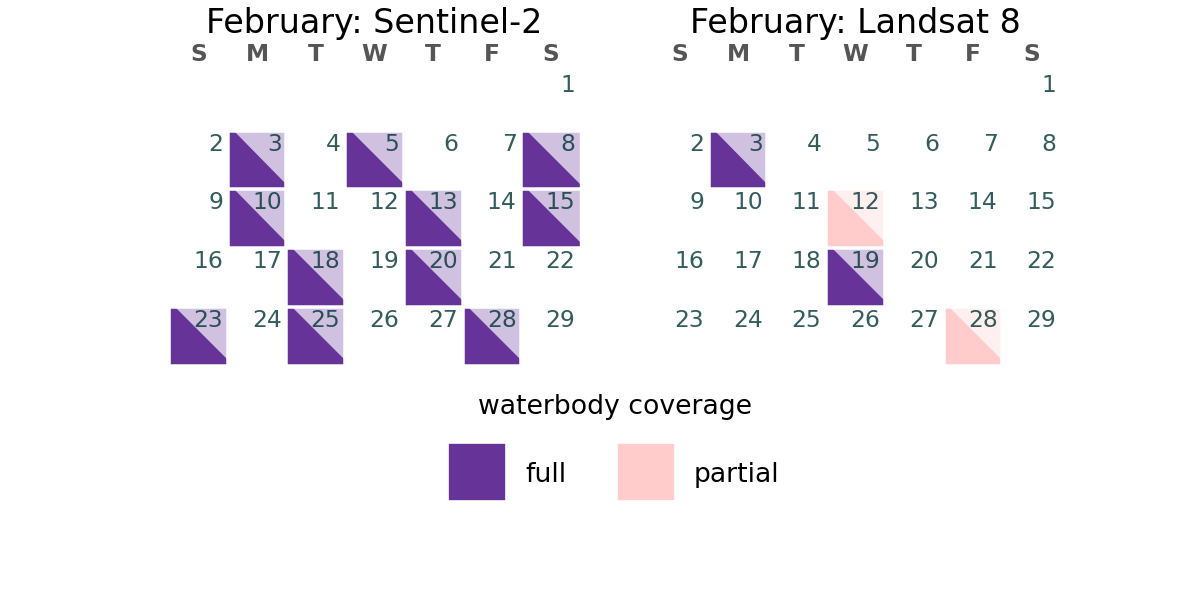 February: Sentinel-2
S M T W T F S
1
2 3 4 5 6 7 8
9 10 11 12 13 14 15
16 17 18 19 20 21 22
23 24 25 26 27 28 29
February: Landsat 8
S M T W T F S
1
2 3 4 5 6 7 8
9 10 11 12 13 14 15
16 17 18 19 20 21 22
23 24 25 26 27 28 29
waterbody coverage
full
partial